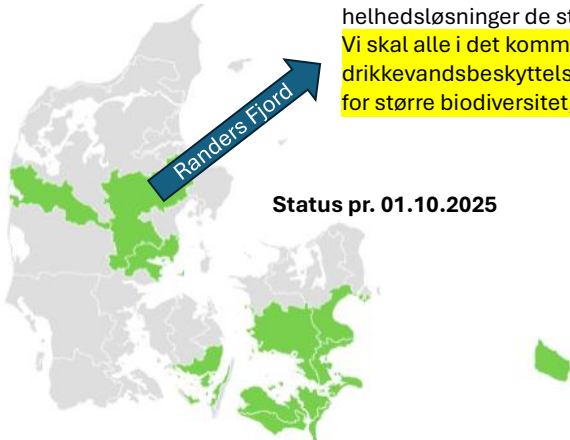 helhedsløsninger de st
Vi skal alle i det komm
drikkevandsbeskyttels
for større biodiversitet,
Randers Fjord
Status pr. 01.10.2025